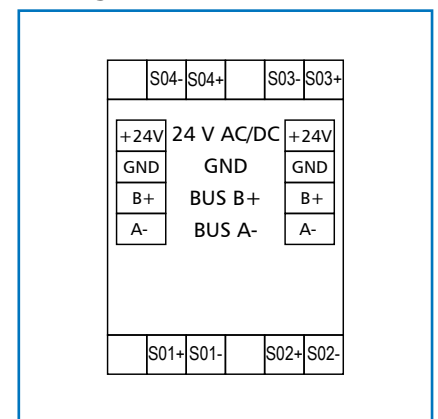 S04- S04+ S03- S03+
+24V 24 V AC/DC +24V
GND GND GND
B+ BUS B+ B+
A- BUS A- A-
S01+ S01- S02+ S02-